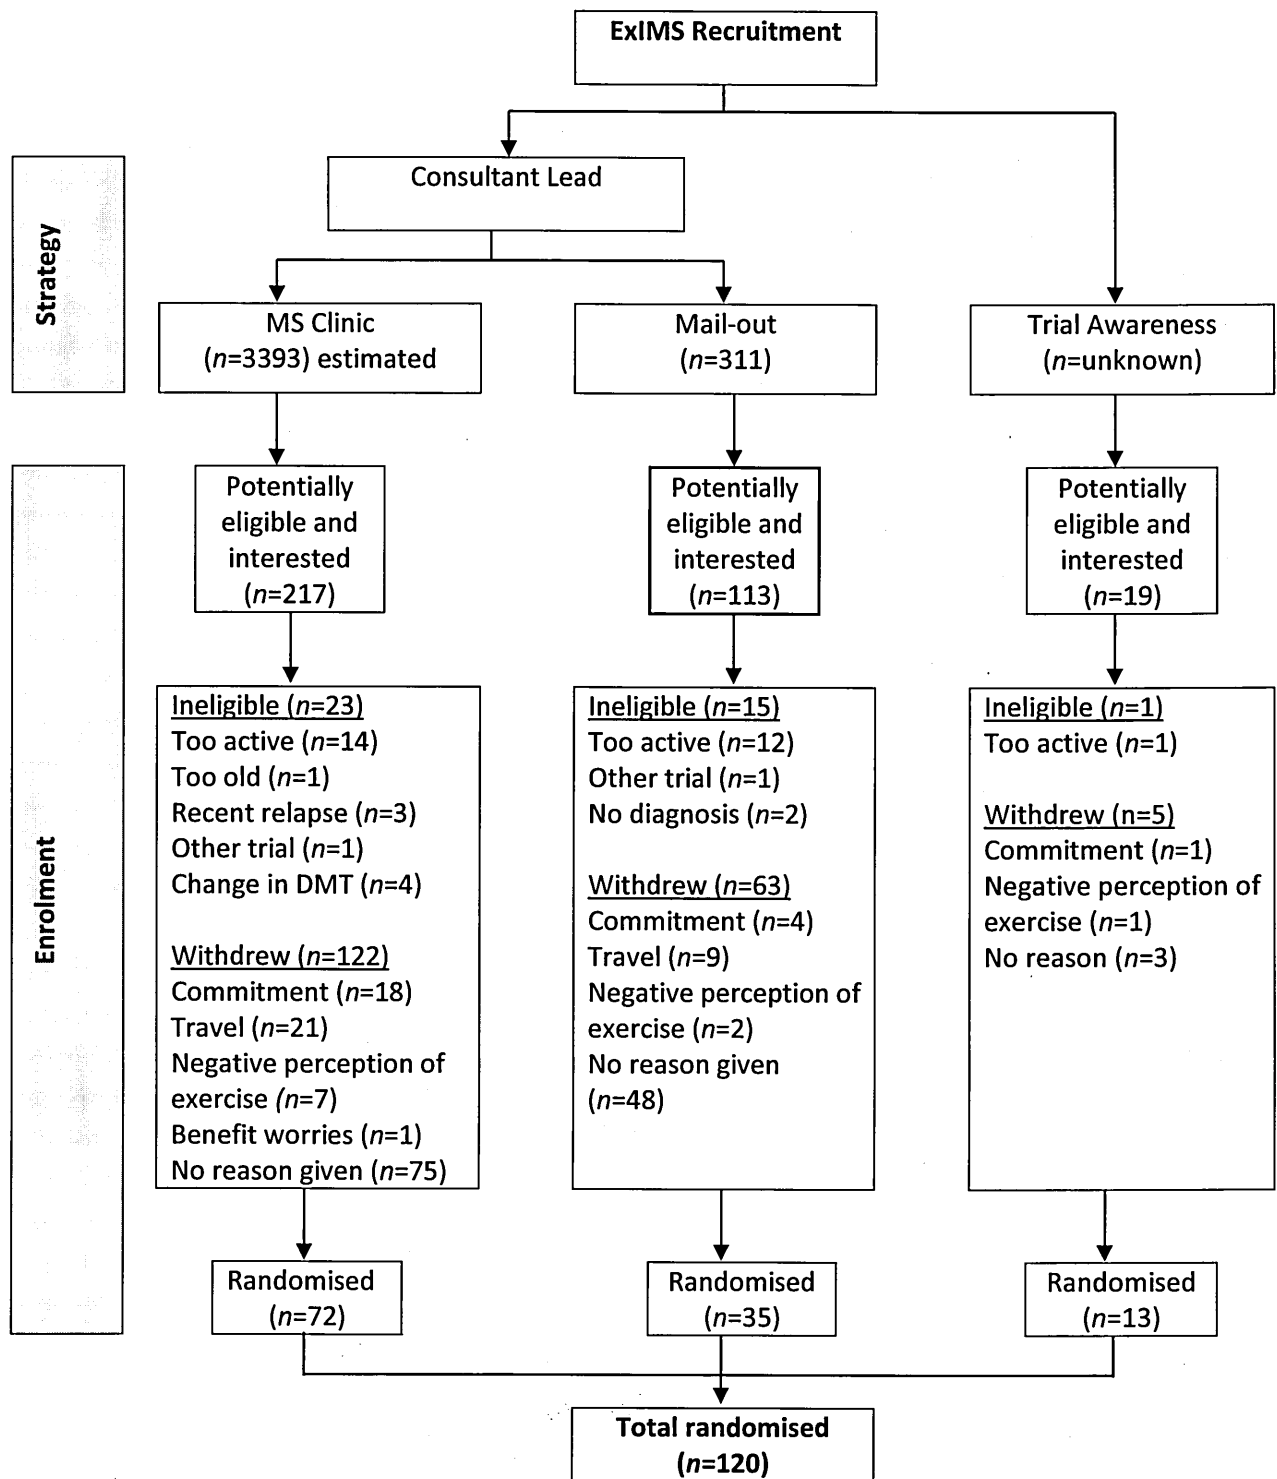 ExIMS Recruitment
Strategy
Consultant Lead
MS Clinic
(n=3393) estimated
Mail-out
(n=311)
Trial Awareness
(n=unknown)
Enrolment
Potentially
eligible and
interested
(n=217)
Potentially
eligible and
interested
(n=113)
Potentially
eligible and
interested
(n=19)
Ineligible (n=23)
Too active (n=14)
Too old (n=1)
Recent relapse (n=3)
Other trial (n=1)
Change in DMT (n=4)
Withdrew (n=122)
Commitment (n=18)
Travel (n=21)
Negative perception of
exercise (n=7)
Benefit worries (n=1)
No reason given (n=75)
Ineligible (n=15)
Too active (n=12)
Other trial (n=1)
No diagnosis (n=2)
Withdrew (n=63)
Commitment (n=4)
Travel (n=9)
Negative perception of
exercise (n=2)
No reason given
(n=48)
Ineligible (n=1)
Too active (n=1)
Withdrew (n=5)
Commitment (n=1)
Negative perception of
exercise (n=1)
No reason (n=3)
Randomised
(n=72)
Randomised
(n=35)
Randomised
(n=13)
Total randomised
(n=120)